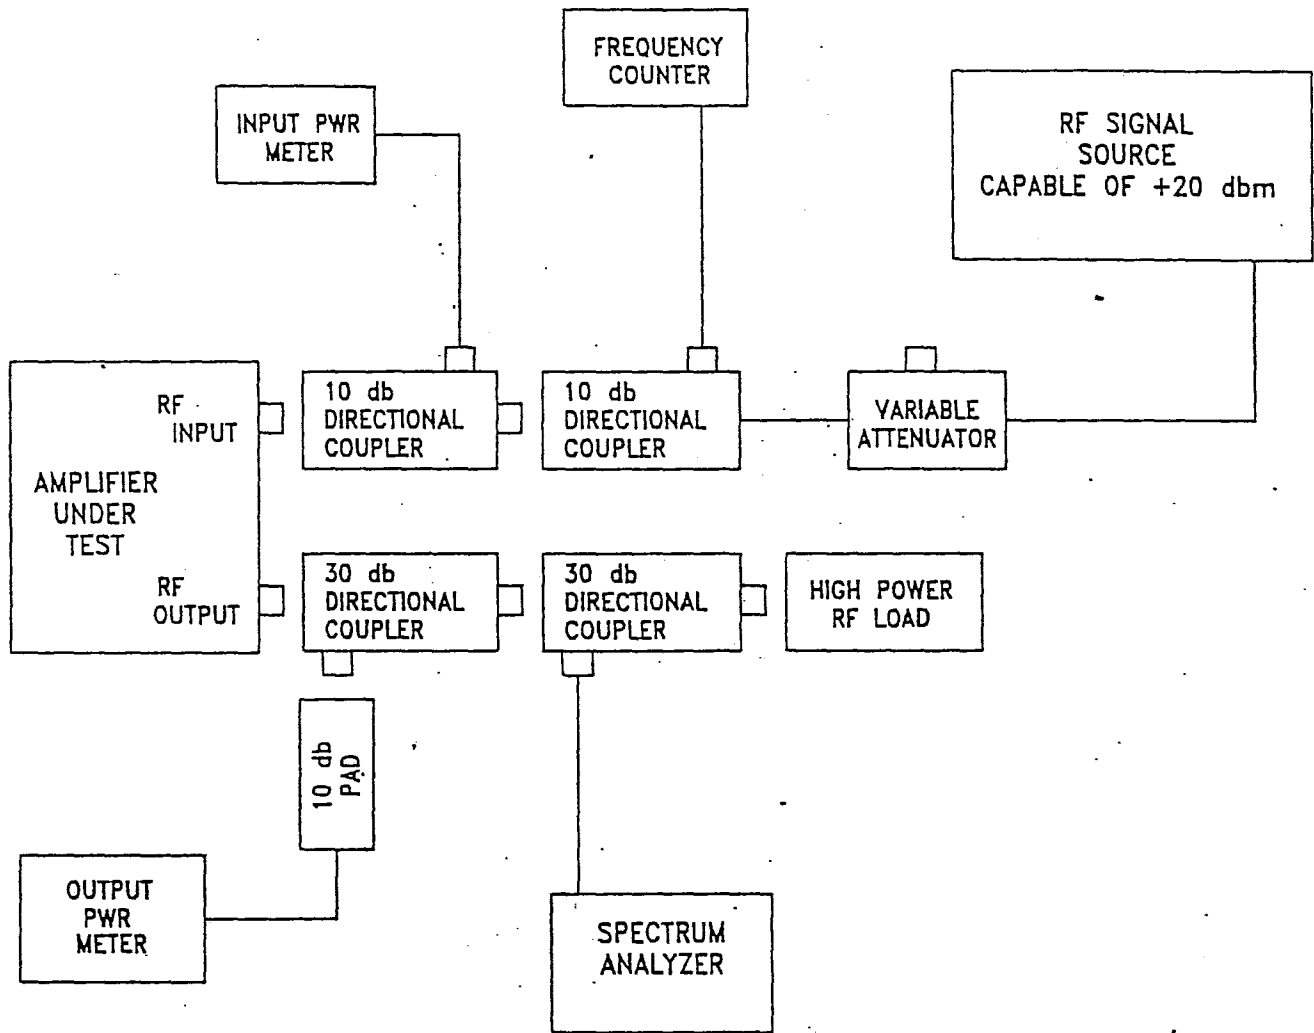 FREQUENCY
COUNTER
INPUT PWR
METER
RF SIGNAL
SOURCE
CAPABLE OF +20 dbm
RF
INPUT
10 db
DIRECTIONAL
COUPLER
10 db
DIRECTIONAL
COUPLER
VARIABLE
ATTENUATOR
AMPLIFIER
UNDER
TEST
RF
OUTPUT
30 db
DIRECTIONAL
COUPLER
30 db
DIRECTIONAL
COUPLER
HIGH POWER
RF LOAD
10 db
PAD
OUTPUT
PWR
METER
SPECTRUM
ANALYZER